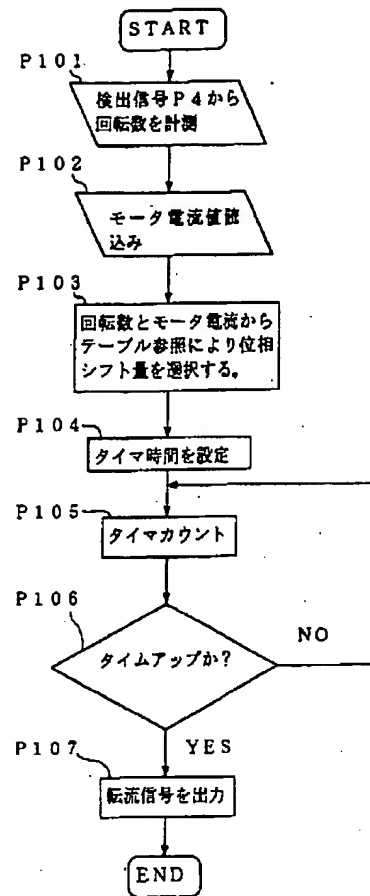 START
P101
検出信号P4から
回転数を計測
P102
モータ電流値読
込み
P103
回転数とモータ電流から
テーブル参照により位相
シフト量を選択する。
P104
タイマ時間を設定
P105
タイマカウント
P106
タイムアップか?
NO
YES
P107
転流信号を出力
END